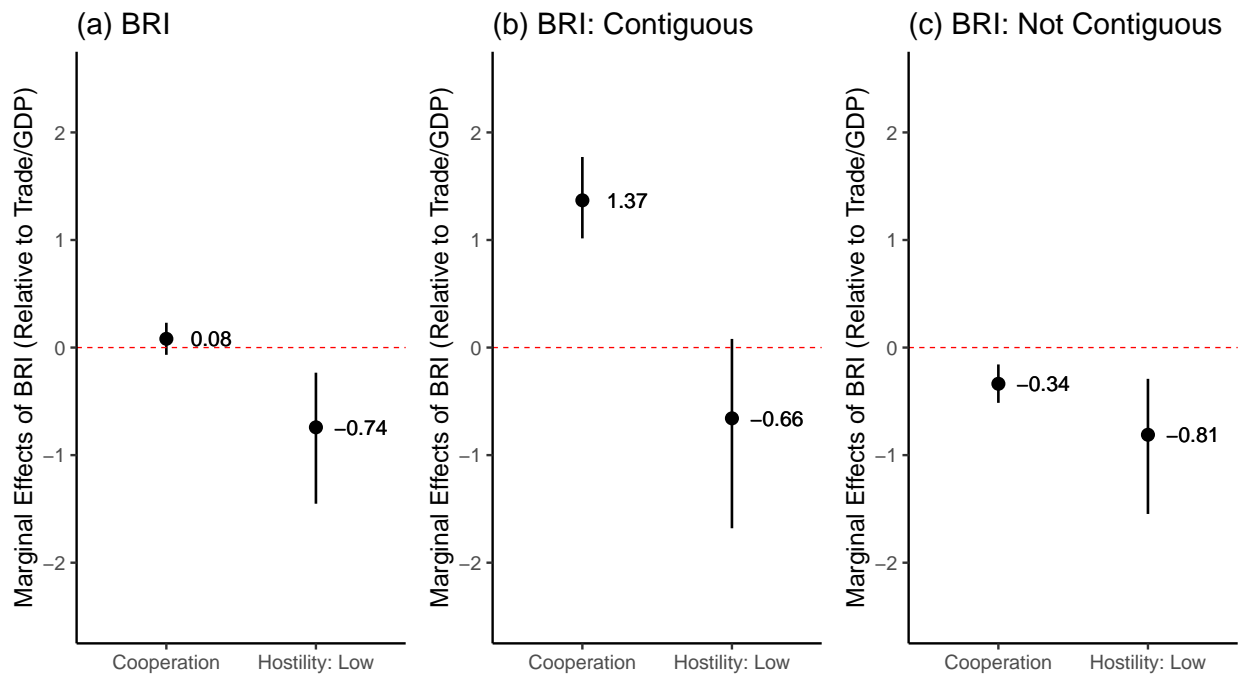 (a) BRI
Marginal Effects of BRI (Relative to Trade/GDP)
2
1
0
−1
−2
0.08
−0.74
Cooperation
Hostility: Low
(b) BRI: Contiguous
Marginal Effects of BRI (Relative to Trade/GDP)
2
1
0
−1
−2
1.37
−0.66
Cooperation
Hostility: Low
(c) BRI: Not Contiguous
Marginal Effects of BRI (Relative to Trade/GDP)
2
1
0
−1
−2
−0.34
−0.81
Cooperation
Hostility: Low